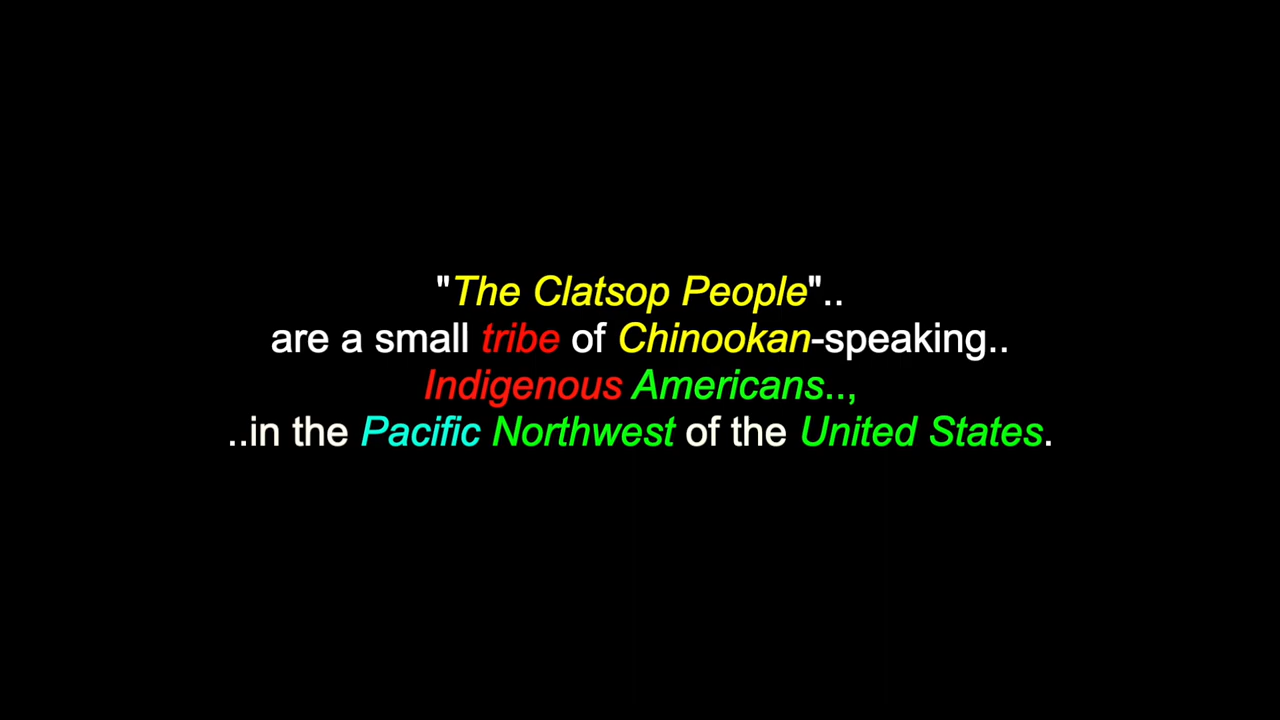 "The Clatsop People"..
are a small tribe of Chinookan-speaking..
Indigenous Americans..,
..in the Pacific Northwest of the United States.